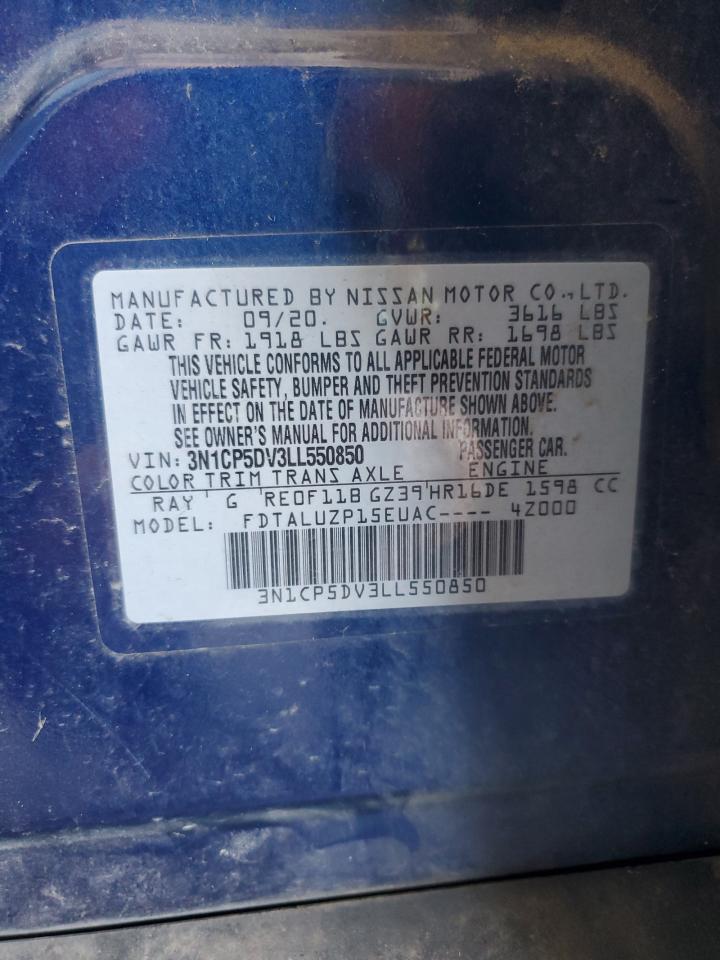 MANUFACTURED BY NISSAN MOTOR CO.,LTD.
DATE: 09/20. GVWR: 3616 LBS
GAWR FR: 1918 LBS GAWR RR: 1698 LBS
THIS VEHICLE CONFORMS TO ALL APPLICABLE FEDERAL MOTOR
VEHICLE SAFETY, BUMPER AND THEFT PREVENTION STANDARDS
IN EFFECT ON THE DATE OF MANUFACTURE SHOWN ABOVE.
SEE OWNER'S MANUAL FOR ADDITIONAL INFORMATION.
VIN: 3N1CP5DV3LL550850 PASSENGER CAR.
COLOR TRIM TRANS AXLE ENGINE
RAY ' G ' RE0F11B GZ39'HR16DE 1598 CC
MODEL: FDTALUZP15EUAC---- 4Z000
3N1CP5DV3LL550850